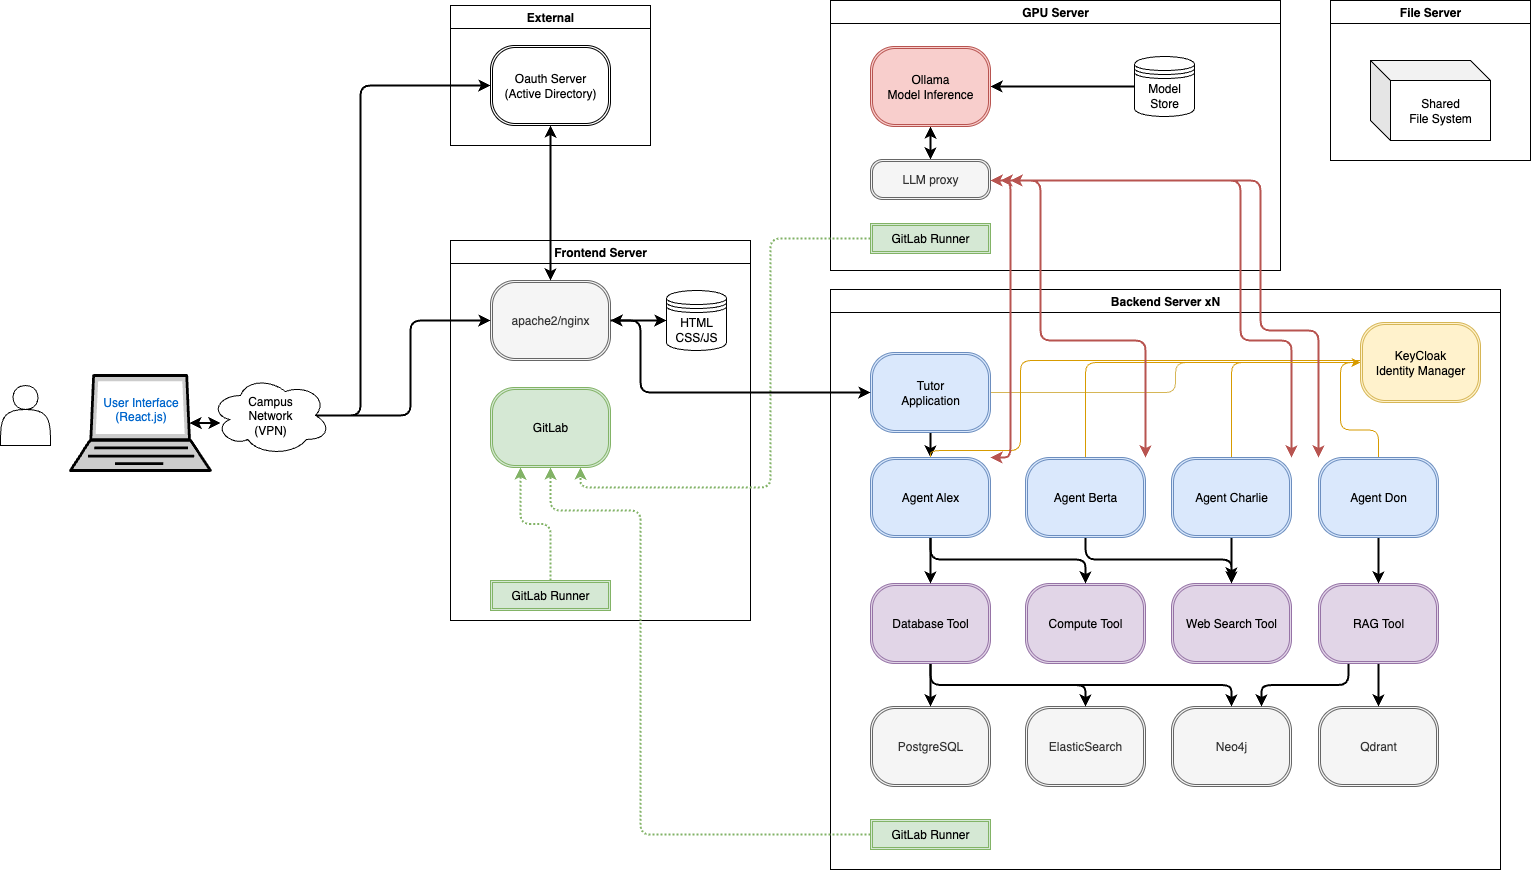 External
Oauth Server
(Active Directory)
GPU Server
Ollama
Model Inference
Model
Store
LLM proxy
GitLab Runner
File Server
Shared
File System
Frontend Server
apache2/nginx
HTML
CSS/JS
GitLab
GitLab Runner
User Interface
(React.js)
Campus
Network
(VPN)
Backend Server xN
KeyCloak
Identity Manager
Tutor
Application
Agent Alex
Agent Berta
Agent Charlie
Agent Don
Database Tool
Compute Tool
Web Search Tool
RAG Tool
PostgreSQL
ElasticSearch
Neo4j
Qdrant
GitLab Runner